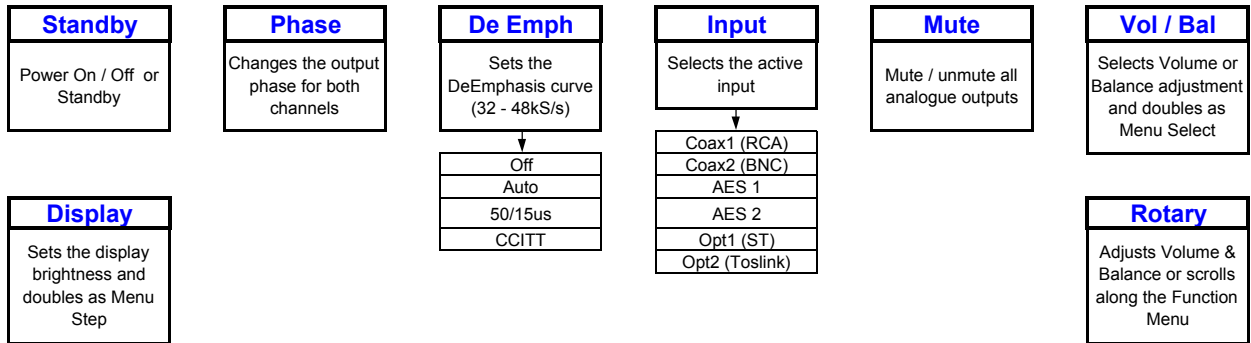 Standby
Power On / Off or
Standby
Phase
Changes the output
phase for both
channels
De Emph
Sets the
DeEmphasis curve
(32 - 48kS/s)
Off
Auto
50/15us
CCITT
Input
Selects the active
input
Coax1 (RCA)
Coax2 (BNC)
AES 1
AES 2
Opt1 (ST)
Opt2 (Toslink)
Mute
Mute / unmute all
analogue outputs
Vol / Bal
Selects Volume or
Balance adjustment
and doubles as
Menu Select
Display
Sets the display
brightness and
doubles as Menu
Step
Rotary
Adjusts Volume &
Balance or scrolls
along the Function
Menu